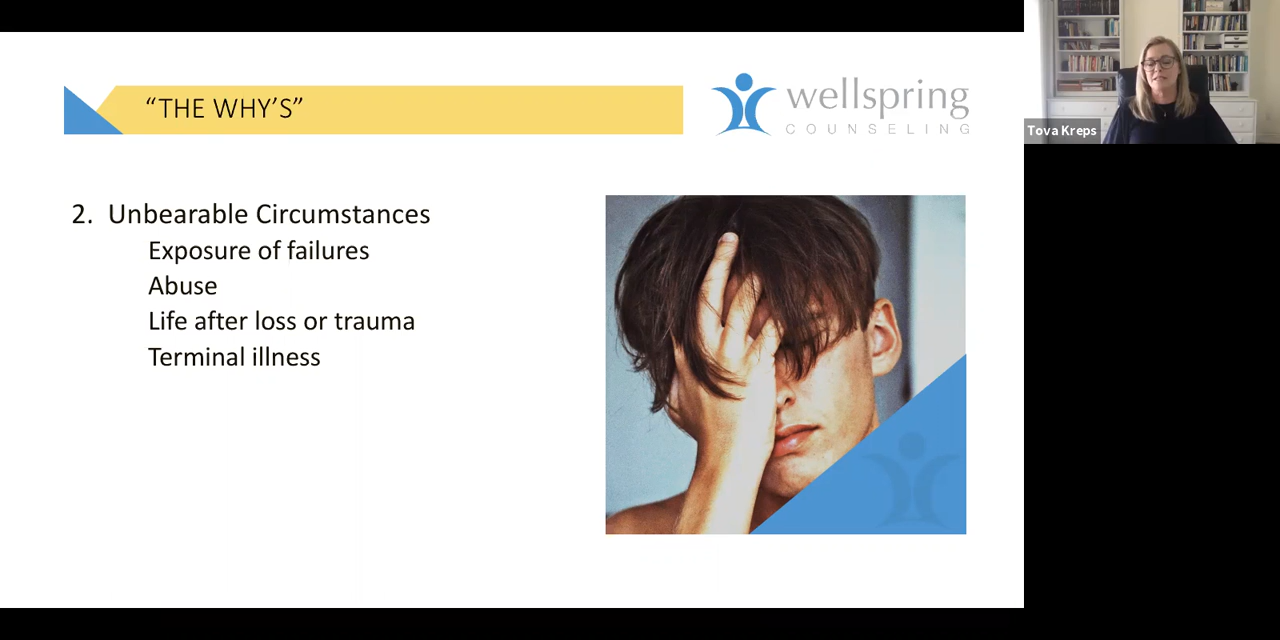 “THE WHY’S”
wellspring
COUNSELING
2. Unbearable Circumstances
Exposure of failures
Abuse
Life after loss or trauma
Terminal illness
Tova Kreps